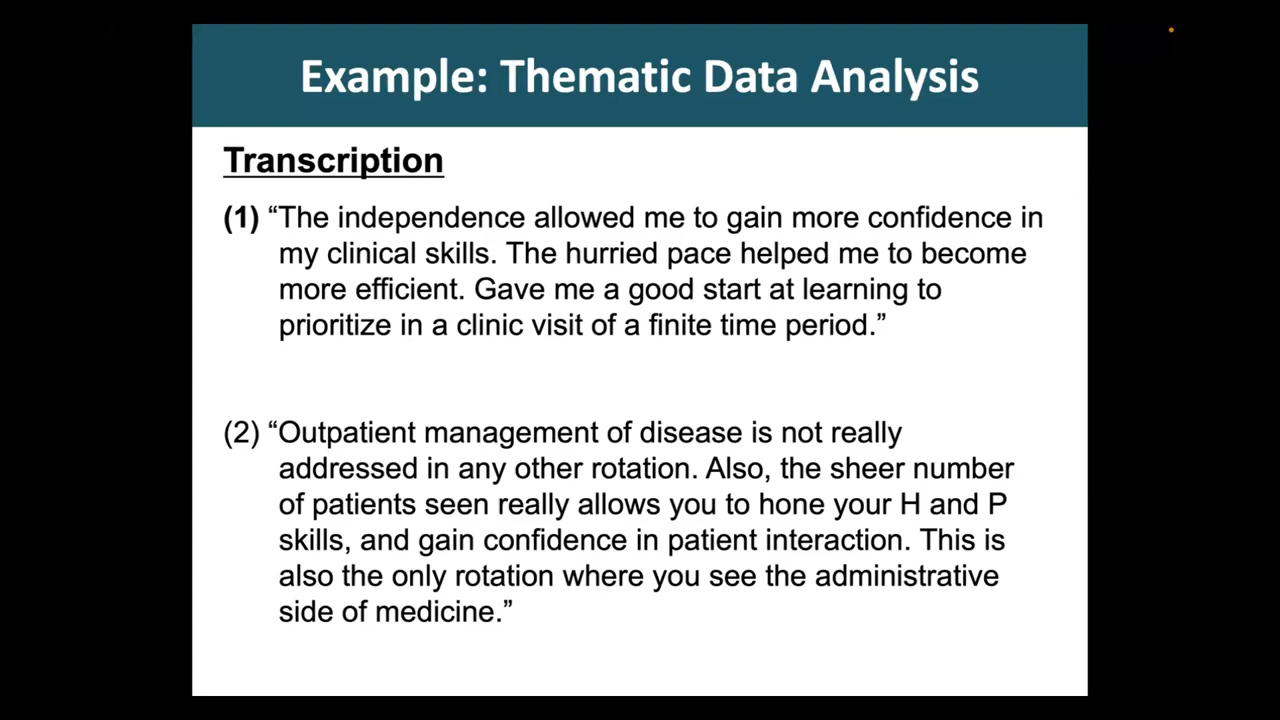 Example: Thematic Data Analysis
Transcription
(1) “The independence allowed me to gain more confidence in
my clinical skills. The hurried pace helped me to become
more efficient. Gave me a good start at learning to
prioritize in a clinic visit of a finite time period.”
(2) “Outpatient management of disease is not really
addressed in any other rotation. Also, the sheer number
of patients seen really allows you to hone your H and P
skills, and gain confidence in patient interaction. This is
also the only rotation where you see the administrative
side of medicine.”